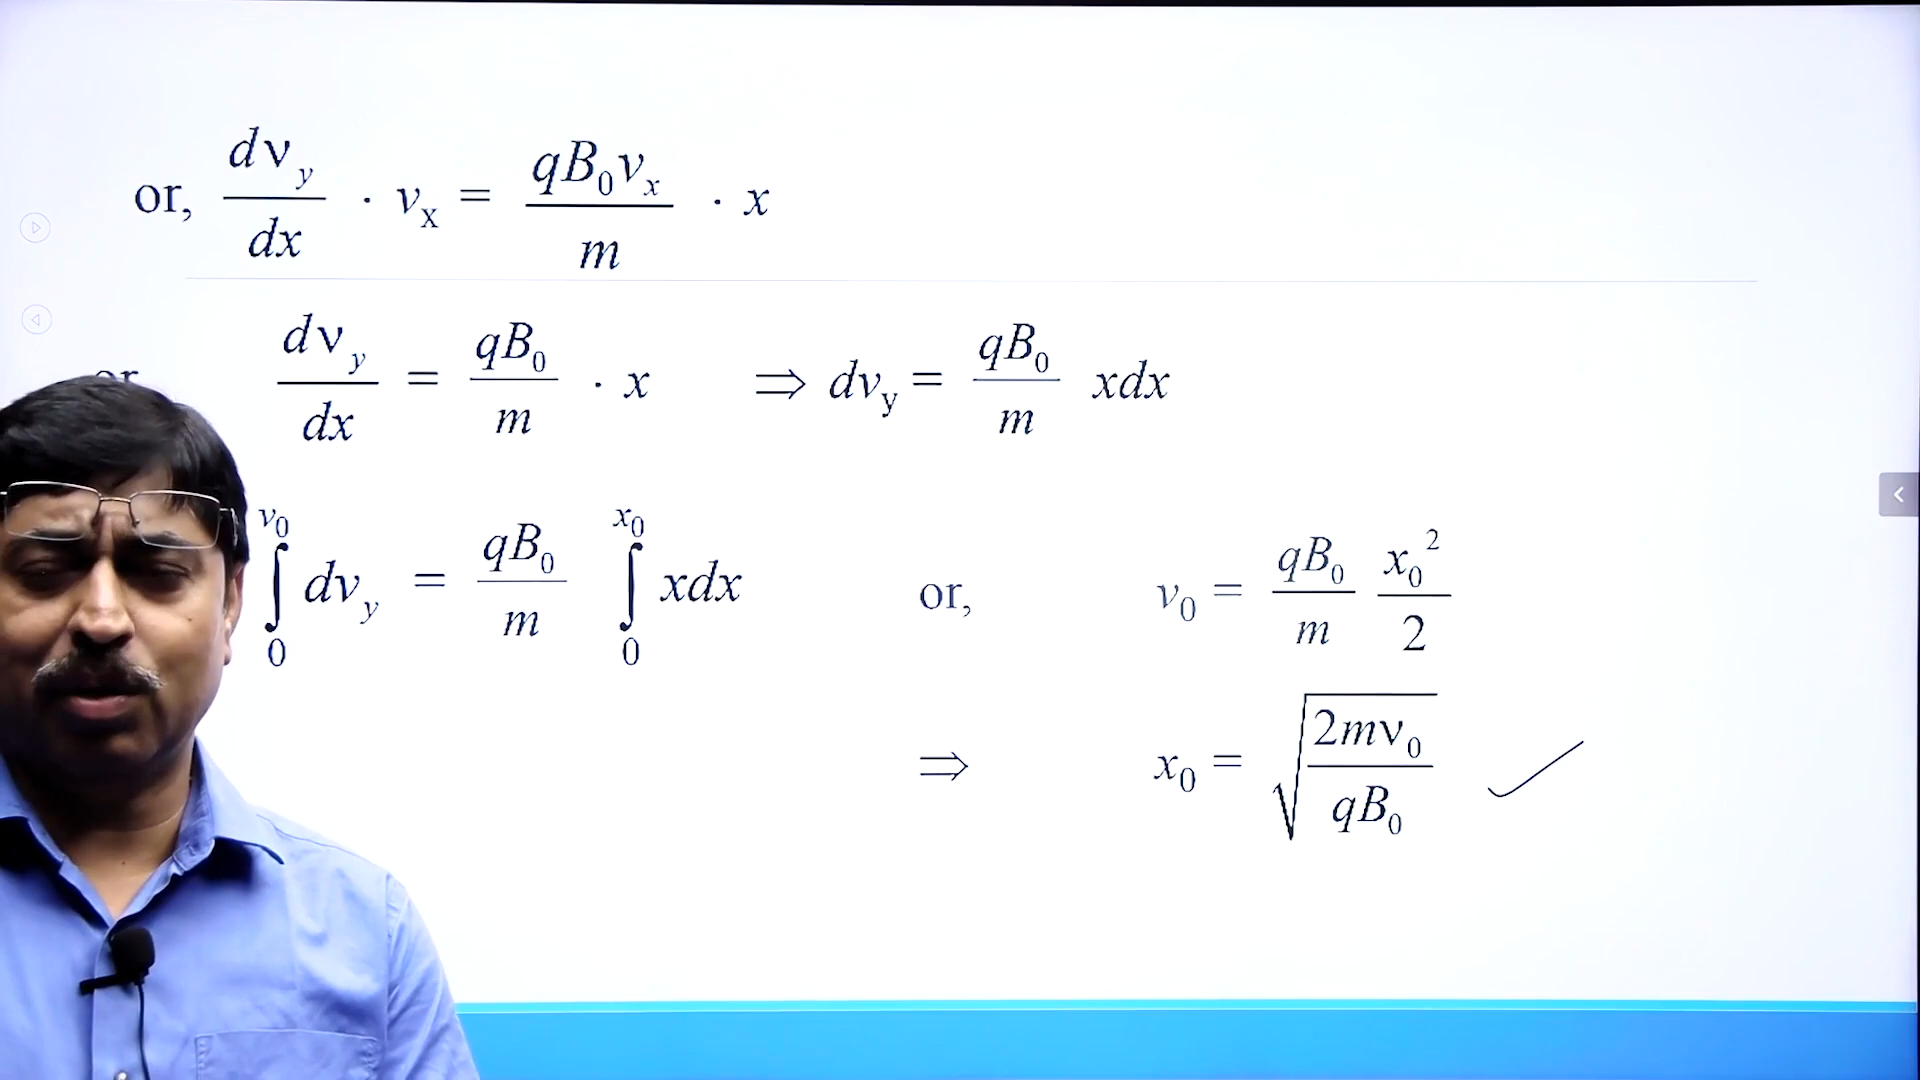 or, dv_y/dx · v_x = qB_0v_x/m · x
or dv_y/dx = qB_0/m · x ⇒ dv_y = qB_0/m xdx
∫_0^{v_0} dv_y = qB_0/m ∫_0^{x_0} xdx or, v_0 = qB_0/m x_0^2/2
⇒ x_0 = √(2mv_0/qB_0)